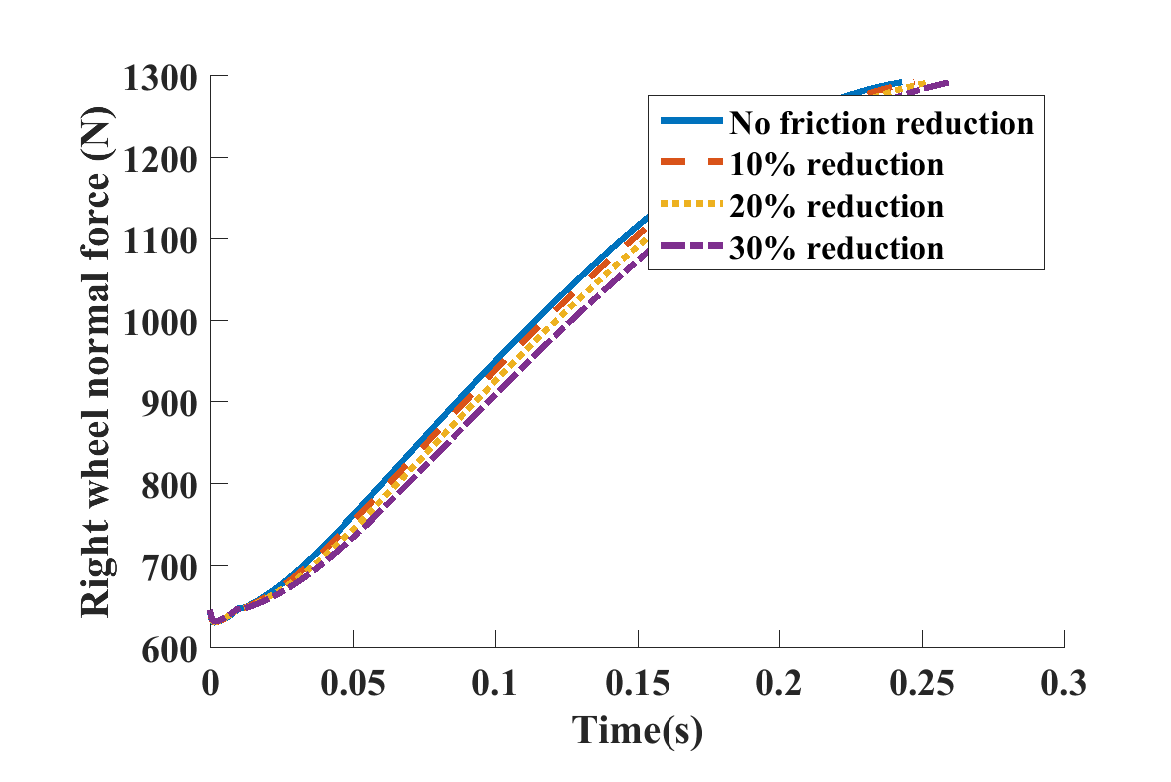 Right wheel normal force (N)
1300
1200
1100
1000
900
800
700
600
No friction reduction
10% reduction
20% reduction
30% reduction
0 0.05 0.1 0.15 0.2 0.25 0.3
Time(s)